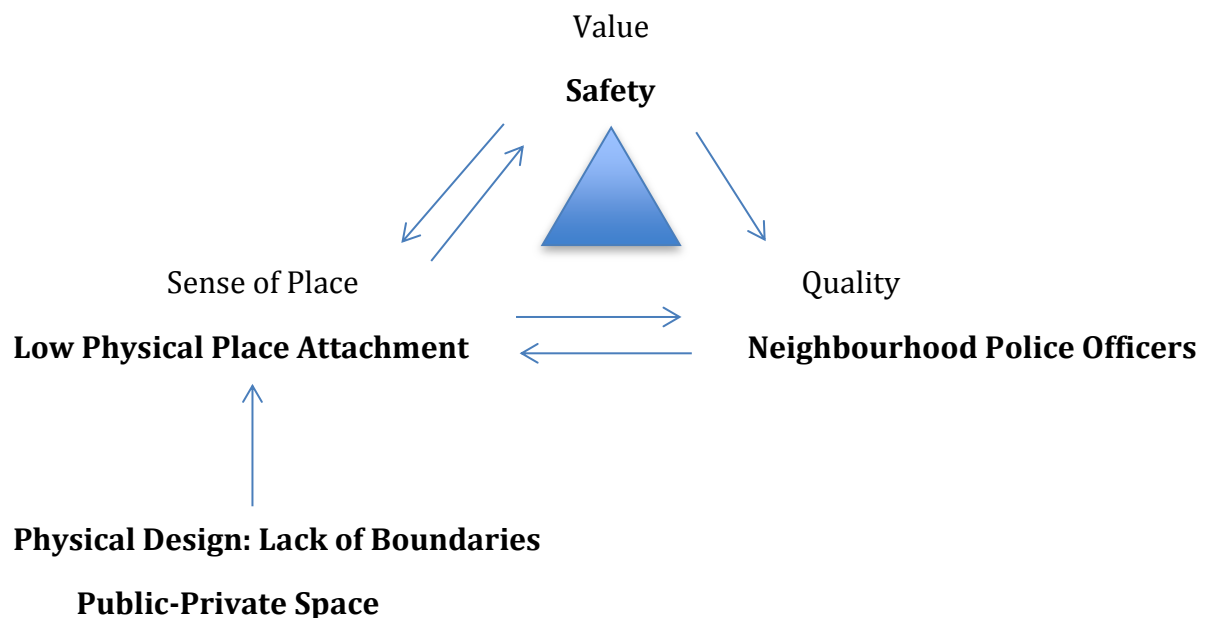 Value
Safety
Sense of Place
Quality
Low Physical Place Attachment
Neighbourhood Police Officers
Physical Design: Lack of Boundaries
Public-Private Space